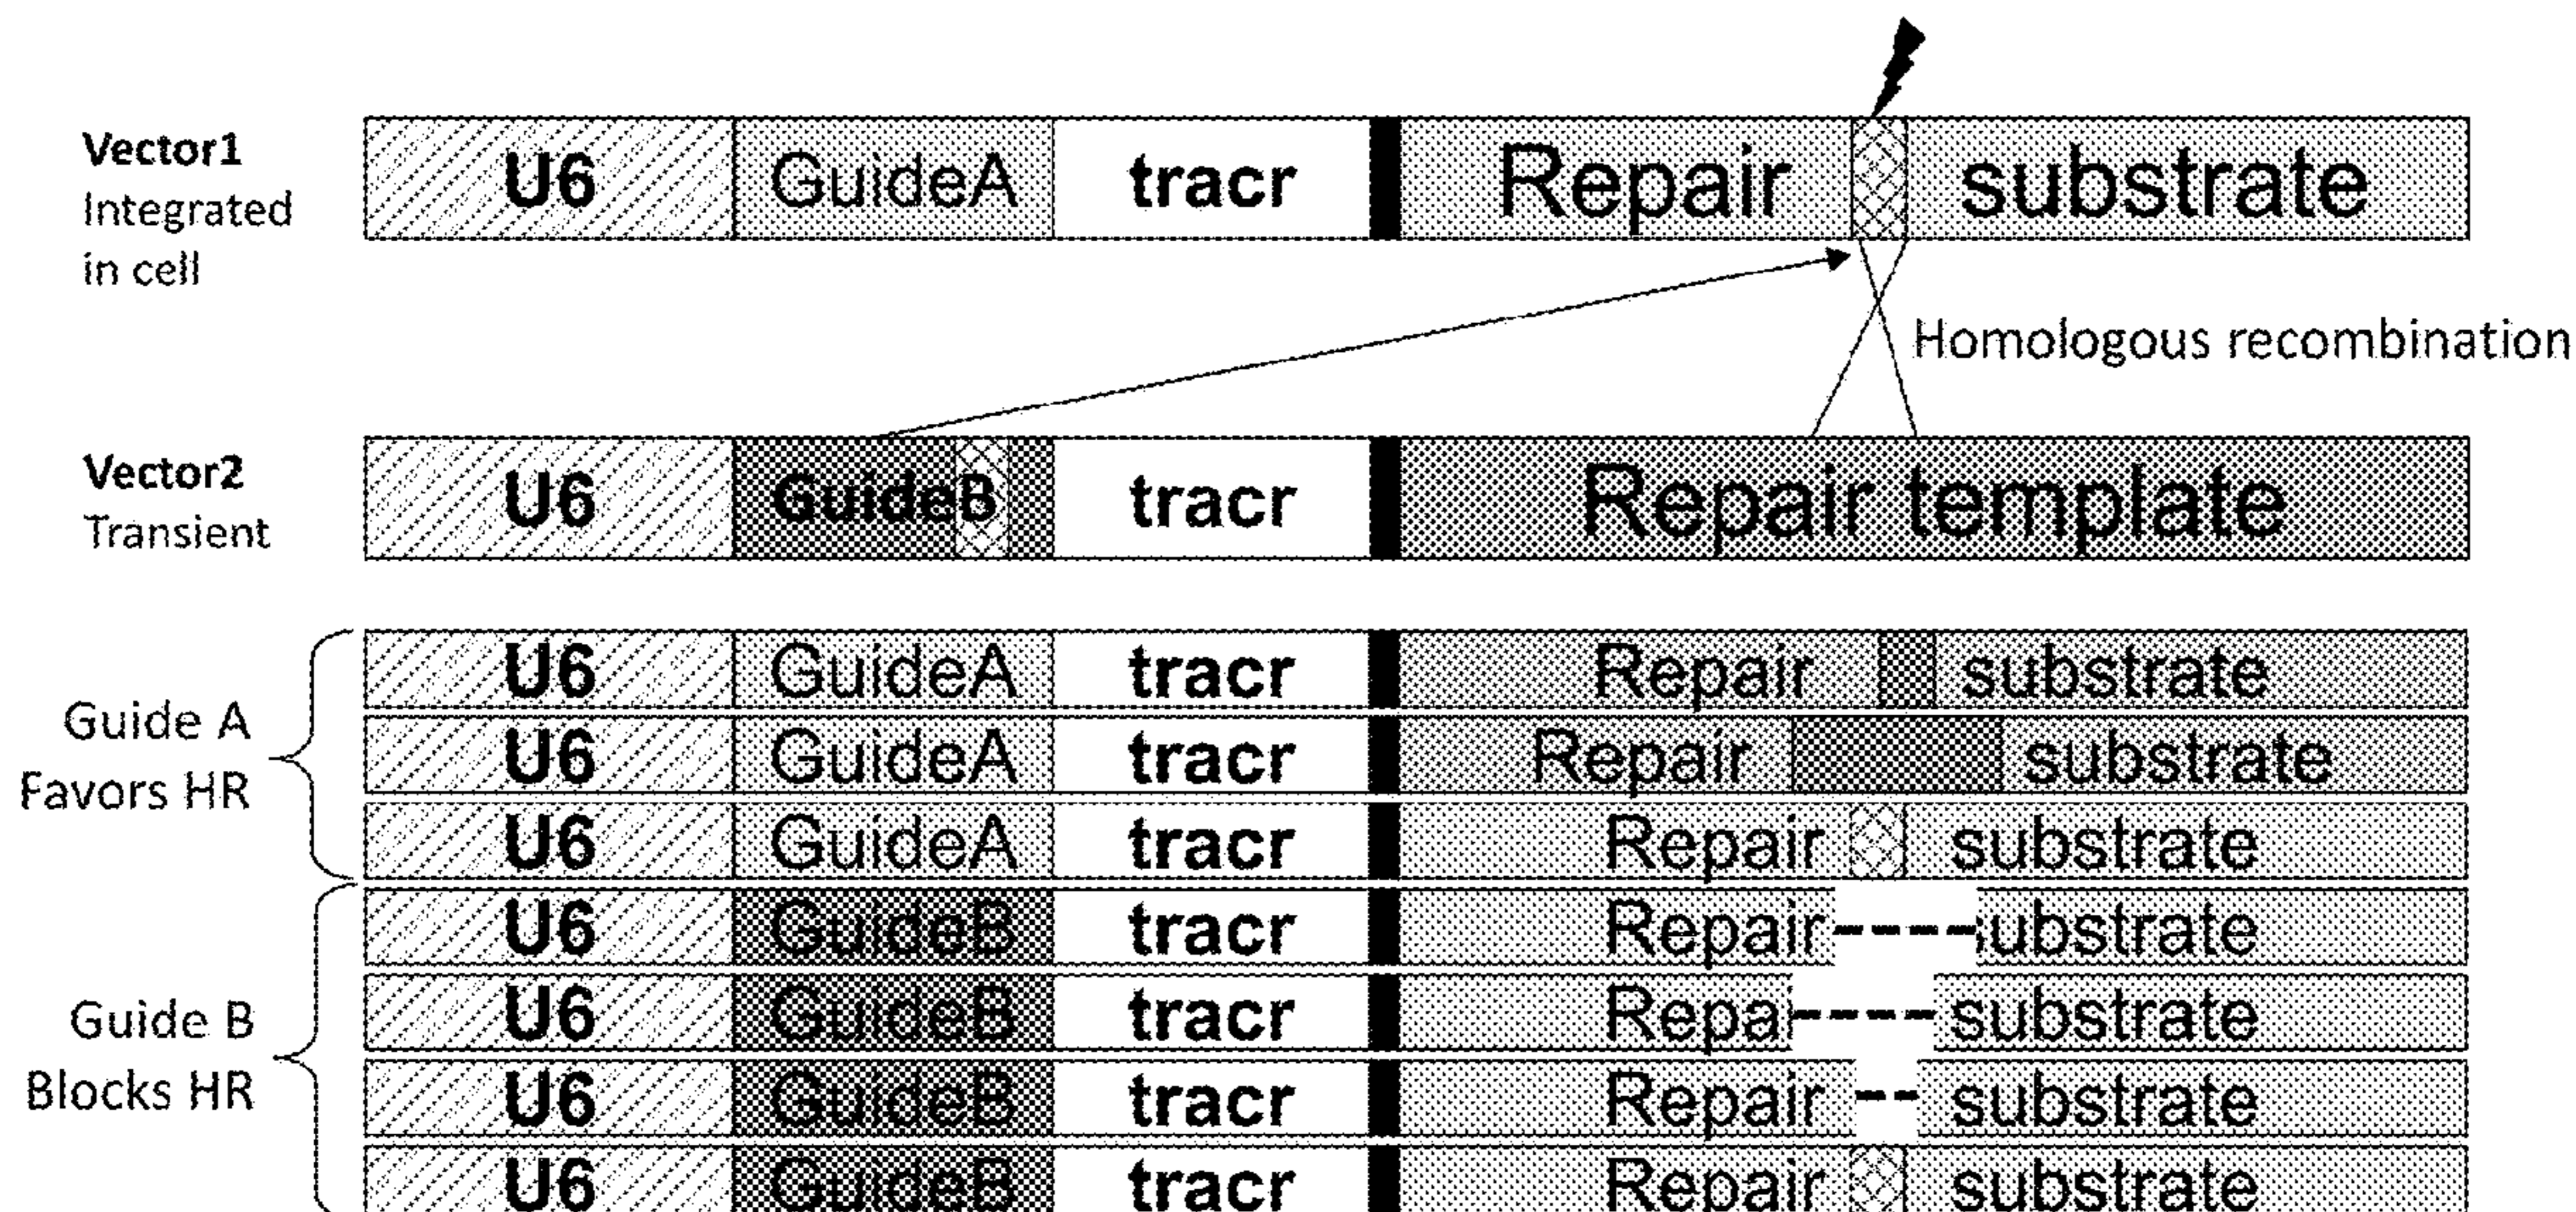 Vector1
Integrated
in cell
U6 GuideA tracr Repair substrate
Homologous recombination
Vector2
Transient
U6 GuideB tracr Repair template
Guide A
Favors HR
U6 GuideA tracr Repair substrate
U6 GuideA tracr Repair substrate
U6 GuideA tracr Repair substrate
Guide B
Blocks HR
U6 GuideB tracr Repair ubstrate
U6 GuideB tracr Repa substrate
U6 GuideB tracr Repair substrate
U6 GuideB tracr Repair substrate